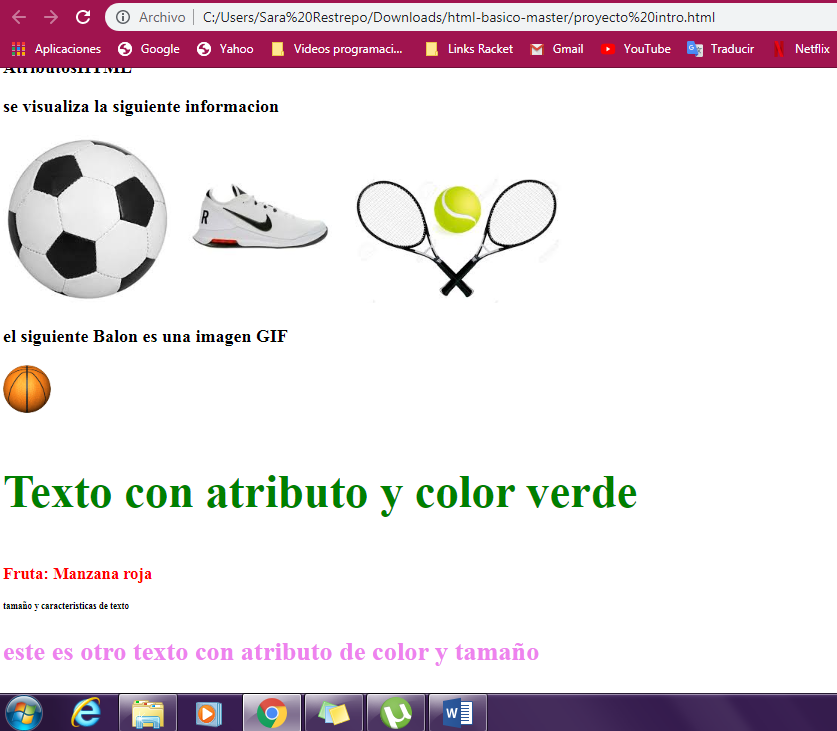 Archivo | C:/Users/Sara%20Restrepo/Downloads/html-basico-master/proyecto%20intro.html
Aplicaciones Google Yahoo Videos programaci... Links Racket Gmail YouTube Traducir Netflix
AtributosHTML
se visualiza la siguiente informacion
R
el siguiente Balon es una imagen GIF
Texto con atributo y color verde
Fruta: Manzana roja
tamaño y caracteristicas de texto
este es otro texto con atributo de color y tamaño